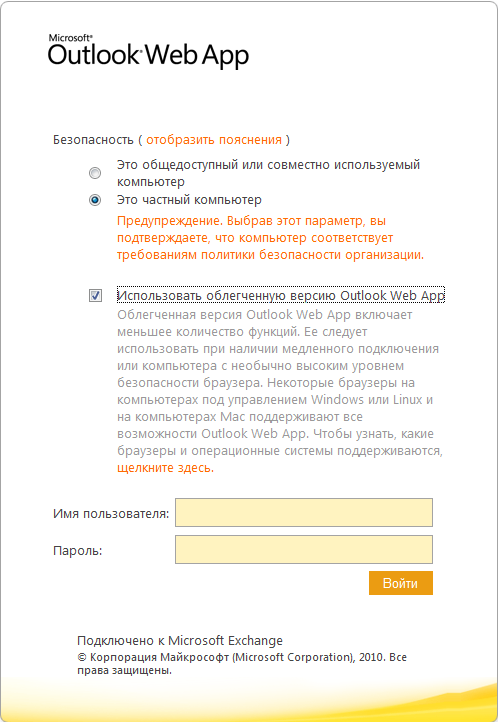 Microsoft®
Outlook® Web App
Безопасность ( отобразить пояснения )
Это общедоступный или совместно используемый
компьютер
Это частный компьютер
Предупреждение. Выбрав этот параметр, вы
подтверждаете, что компьютер соответствует
требованиям политики безопасности организации.
Использовать облегченную версию Outlook Web App
Облегченная версия Outlook Web App включает
меньшее количество функций. Ее следует
использовать при наличии медленного подключения
или компьютера с необычно высоким уровнем
безопасности браузера. Некоторые браузеры на
компьютерах под управлением Windows или Linux и
на компьютерах Mac поддерживают все
возможности Outlook Web App. Чтобы узнать, какие
браузеры и операционные системы поддерживаются,
щелкните здесь.
Имя пользователя:
Пароль:
Войти
Подключено к Microsoft Exchange
© Корпорация Майкрософт (Microsoft Corporation), 2010. Все
права защищены.